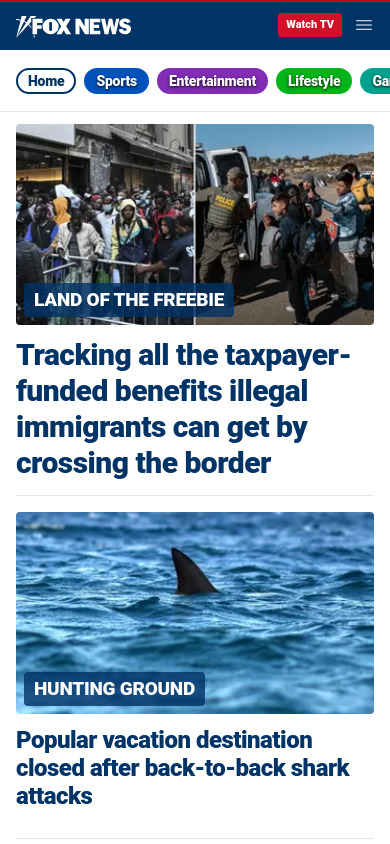 FOX NEWS
Watch TV
Home
Sports
Entertainment
Lifestyle
POLICE
LAND OF THE FREEBIE
Tracking all the taxpayer-
funded benefits illegal
immigrants can get by
crossing the border
HUNTING GROUND
Popular vacation destination
closed after back-to-back shark
attacks